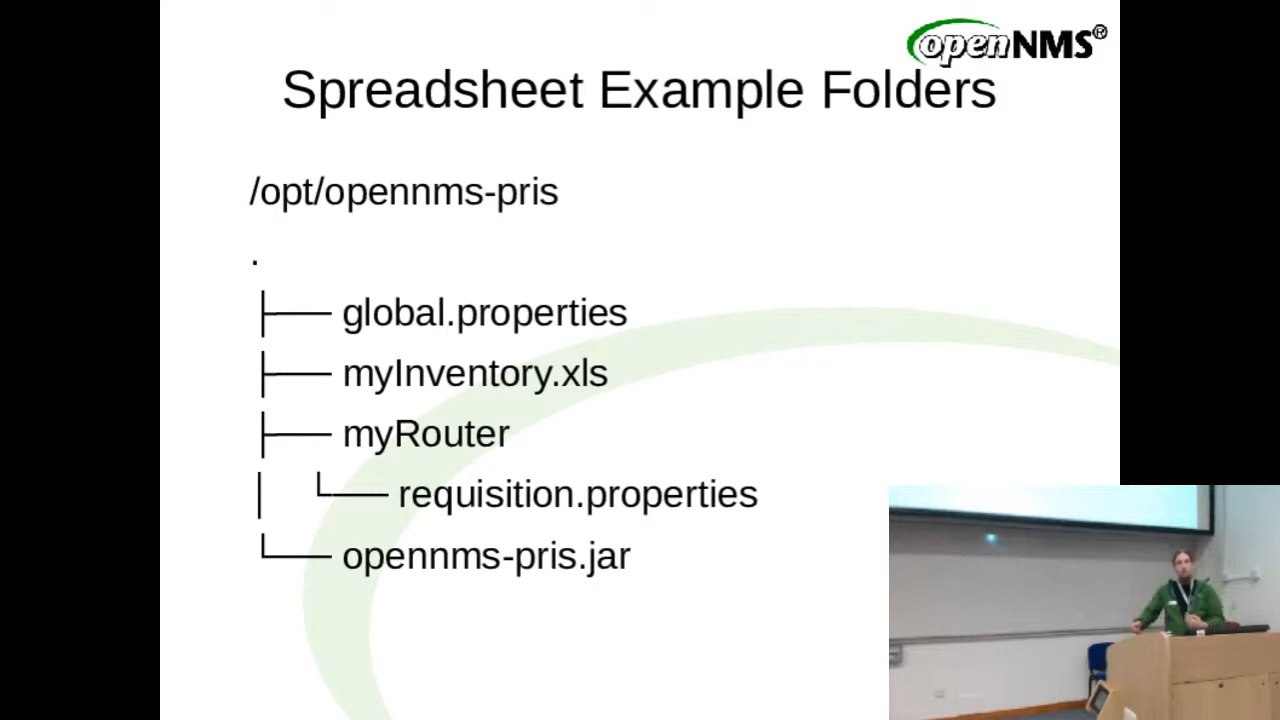 openNMS®
Spreadsheet Example Folders
/opt/opennms-pris
.
├── global.properties
├── myInventory.xls
├── myRouter
│   └── requisition.properties
└── opennms-pris.jar